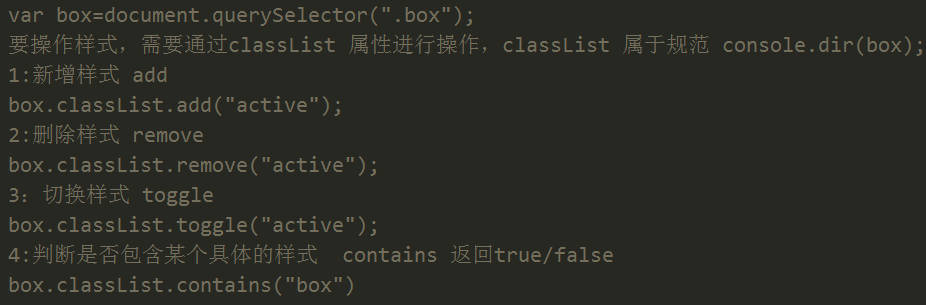 var box=document.querySelector(".box");
要操作样式，需要通过classList 属性进行操作，classList 属于规范 console.dir(box);
1:新增样式 add
box.classList.add("active");
2:删除样式 remove
box.classList.remove("active");
3：切换样式 toggle
box.classList.toggle("active");
4:判断是否包含某个具体的样式  contains 返回true/false
box.classList.contains("box")